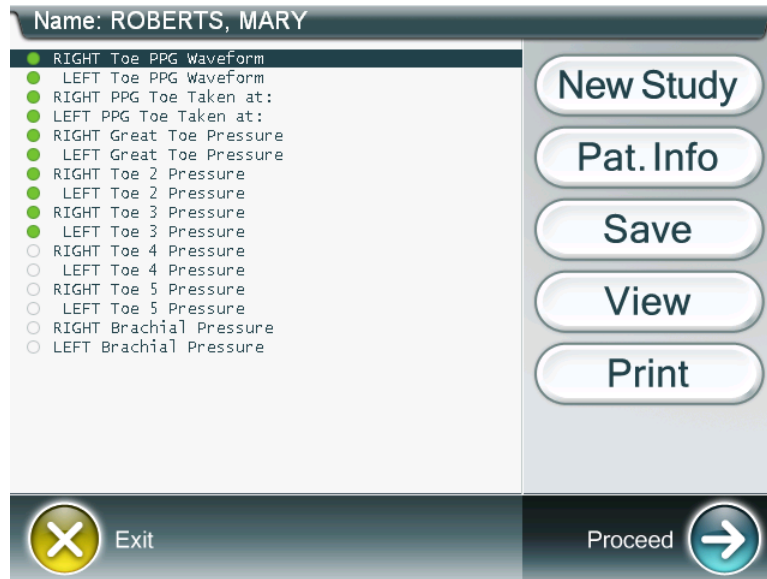 Name: ROBERTS, MARY
RIGHT Toe PPG Waveform
LEFT Toe PPG Waveform
RIGHT PPG Toe Taken at:
LEFT PPG Toe Taken at:
RIGHT Great Toe Pressure
LEFT Great Toe Pressure
RIGHT Toe 2 Pressure
LEFT Toe 2 Pressure
RIGHT Toe 3 Pressure
LEFT Toe 3 Pressure
RIGHT Toe 4 Pressure
LEFT Toe 4 Pressure
RIGHT Toe 5 Pressure
LEFT Toe 5 Pressure
RIGHT Brachial Pressure
LEFT Brachial Pressure
New Study
Pat. Info
Save
View
Print
Exit
Proceed